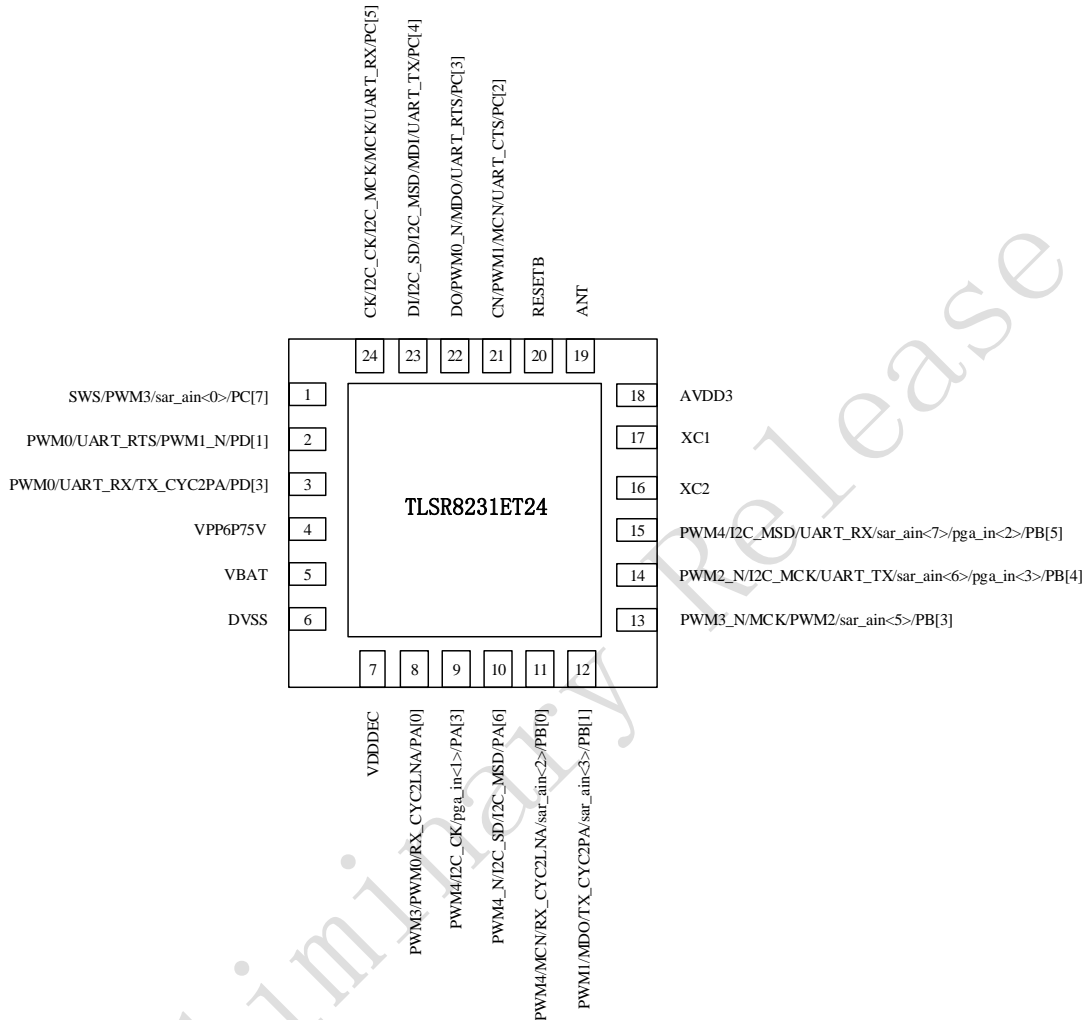 CK/I2C_CK/I2C_MCK/MCK/UART_RX/PC[5]
DI/I2C_SD/I2C_MSD/MDI/UART_TX/PC[4]
DO/PWM0_N/MDO/UART_RTS/PC[3]
CN/PWM1/MCN/UART_CTS/PC[2]
RESETB
ANT
24
23
22
21
20
19
SWS/PWM3/sar_ain<0>/PC[7]
1
PWM0/UART_RTS/PWM1_N/PD[1]
2
PWM0/UART_RX/TX_CYC2PA/PD[3]
3
VPP6P75V
4
VBAT
5
DVSS
6
TLSR8231ET24
18
AVDD3
17
XC1
16
XC2
15
PWM4/I2C_MSD/UART_RX/sar_ain<7>/pga_in<2>/PB[5]
14
PWM2_N/I2C_MCK/UART_TX/sar_ain<6>/pga_in<3>/PB[4]
13
PWM3_N/MCK/PWM2/sar_ain<5>/PB[3]
7
8
9
10
11
12
VDDDEC
PWM3/PWM0/RX_CYC2LNA/PA[0]
PWM4/I2C_CK/pga_in<1>/PA[3]
PWM4_N/I2C_SD/I2C_MSD/PA[6]
PWM4/MCN/RX_CYC2LNA/sar_ain<2>/PB[0]
PWM1/MDO/TX_CYC2PA/sar_ain<3>/PB[1]
liminary Release